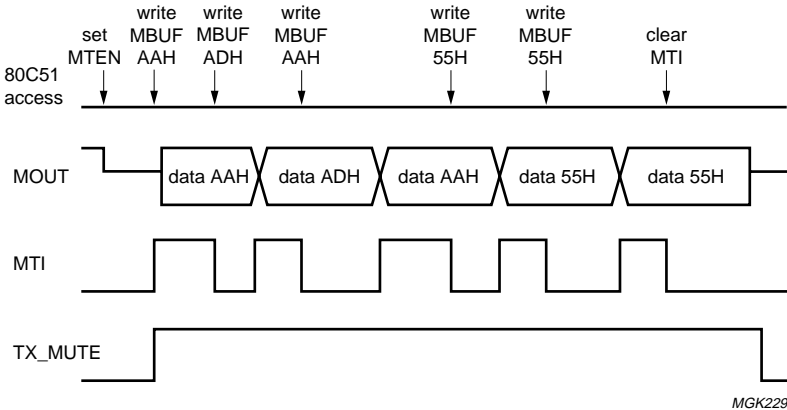 set
MTEN
write
MBUF
AAH
write
MBUF
ADH
write
MBUF
AAH
write
MBUF
55H
write
MBUF
55H
clear
MTI
80C51
access
MOUT
data AAH
data ADH
data AAH
data 55H
data 55H
MTI
TX_MUTE
MGK229